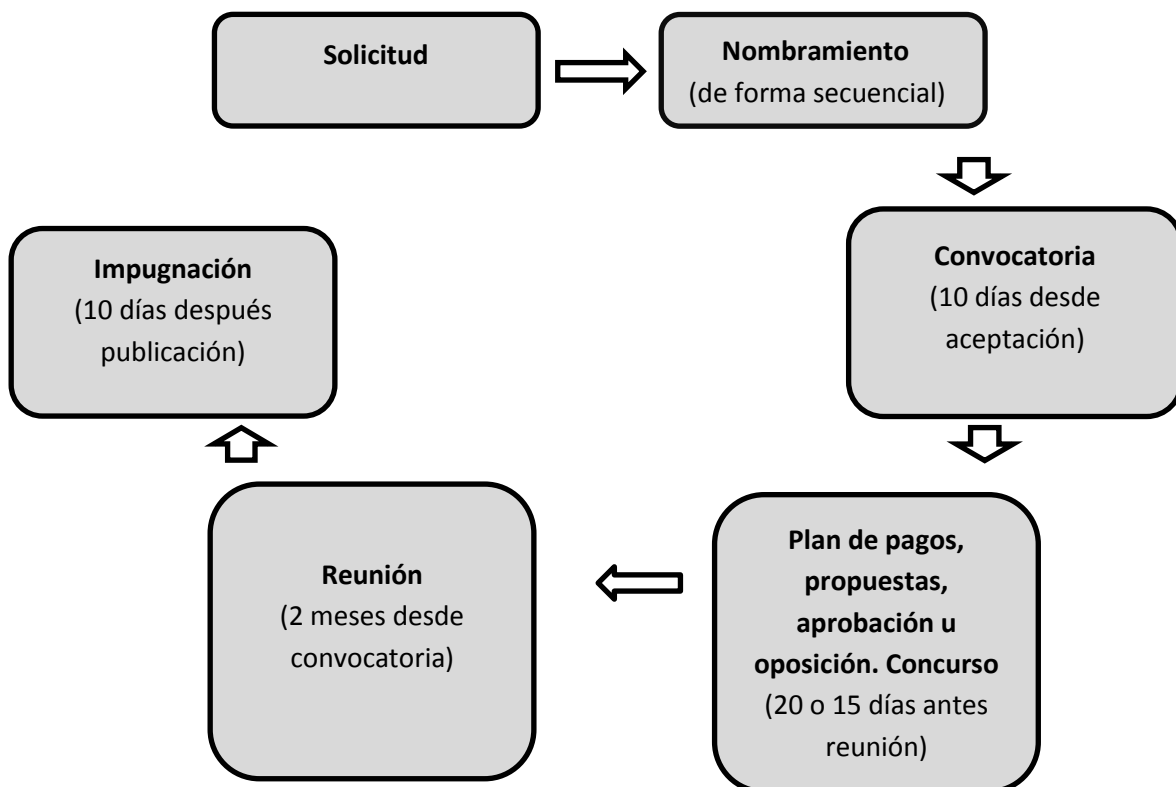 Solicitud
Nombramiento
(de forma secuencial)
Convocatoria
(10 días desde
aceptación)
Plan de pagos,
propuestas,
aprobación u
oposición. Concurso
(20 o 15 días antes
reunión)
Reunión
(2 meses desde
convocatoria)
Impugnación
(10 días después
publicación)